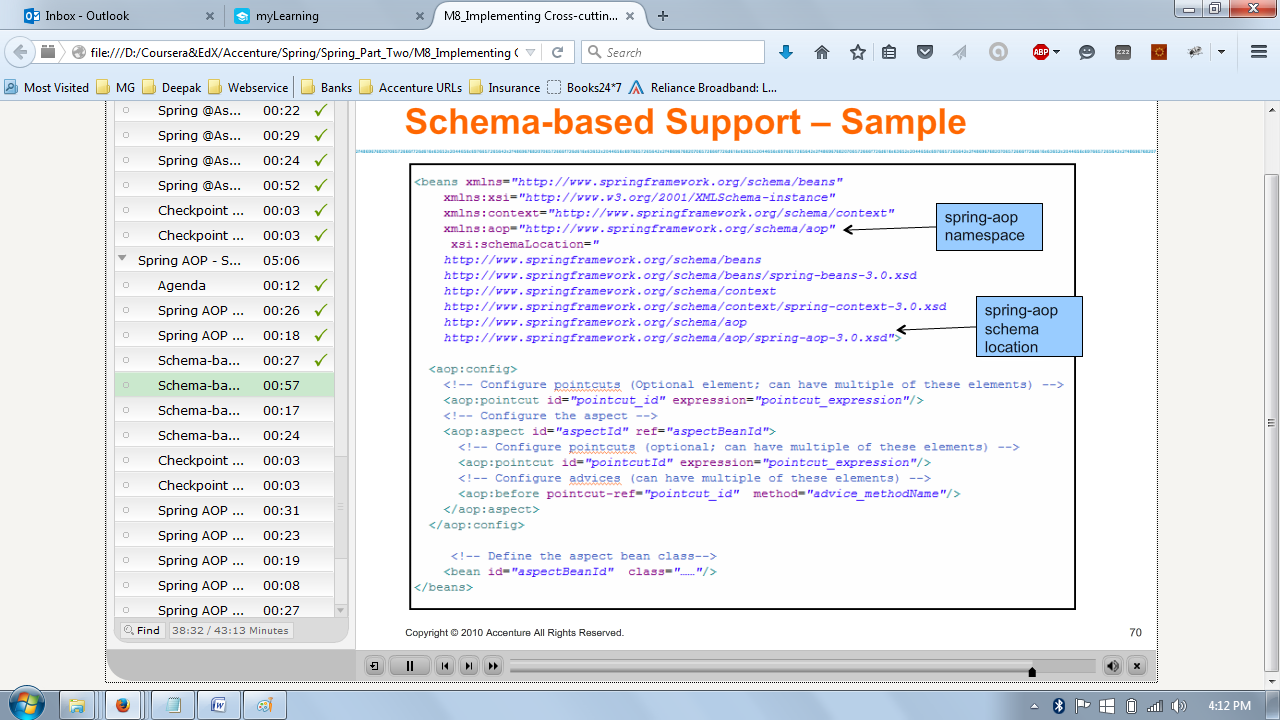 Inbox - Outlook
myLearning
M8_Implementing Cross-cuttin...
file:///D:/Coursera&EdX/Accenture/Spring/Spring_Part_Two/M8_Implementing C
Search
ABP
zzz
Most Visited
MG
Deepak
Webservice
Banks
Accenture URLs
Insurance
Books24*7
Reliance Broadband: L...
Spring @As... 00:22
Spring @As... 00:29
Spring @As... 00:52
Checkpoint ... 00:03
Checkpoint ... 00:03
Spring AOP - S... 05:06
Agenda 00:12
Spring AOP ... 00:26
Spring AOP ... 00:18
Schema-ba... 00:27
Schema-ba... 00:57
Schema-ba... 00:17
Schema-ba... 00:24
Checkpoint ... 00:03
Checkpoint ... 00:03
Spring AOP ... 00:31
Spring AOP ... 00:23
Spring AOP ... 00:19
Spring AOP ... 00:08
Spring AOP ... 00:27
Find
38:32 / 43:13 Minutes
Schema-based Support – Sample
<beans xmlns="http://www.springframework.org/schema/beans"
xmlns:xsi="http://www.w3.org/2001/XMLSchema-instance"
xmlns:context="http://www.springframework.org/schema/context"
xmlns:aop="http://www.springframework.org/schema/aop"
xsi:schemaLocation="
http://www.springframework.org/schema/beans
http://www.springframework.org/schema/beans/spring-beans-3.0.xsd
http://www.springframework.org/schema/context
http://www.springframework.org/schema/context/spring-context-3.0.xsd
http://www.springframework.org/schema/aop
http://www.springframework.org/schema/aop/spring-aop-3.0.xsd">
spring-aop
namespace
spring-aop
schema
location
<aop:config>
<!-- Configure pointcuts (Optional element; can have multiple of these elements) -->
<aop:pointcut id="pointcut_id" expression="pointcut_expression"/>
<!-- Configure the aspect -->
<aop:aspect id="aspectId" ref="aspectBeanId">
<!-- Configure pointcuts (optional; can have multiple of these elements) -->
<aop:pointcut id="pointcutId" expression="pointcut_expression"/>
<!-- Configure advices (can have multiple of these elements) -->
<aop:before pointcut-ref="pointcut_id" method="advice_methodName"/>
</aop:aspect>
</aop:config>
<!-- Define the aspect bean class-->
<bean id="aspectBeanId" class="……"/>
</beans>
Copyright © 2010 Accenture All Rights Reserved.
70
4:12 PM